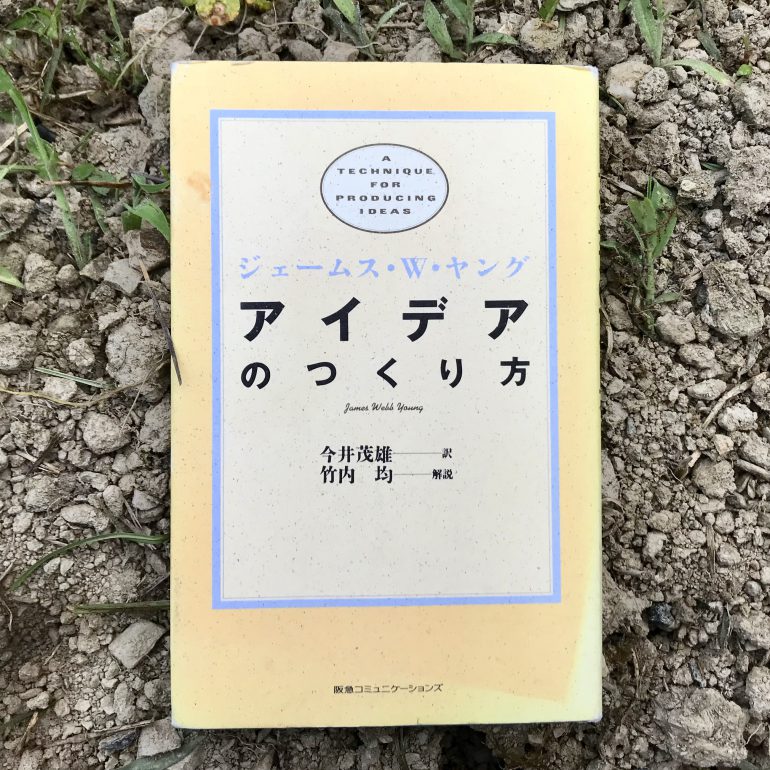 A
TECHNIQUE
FOR
PRODUCING
IDEAS
ジェームス・W・ヤング
アイデア
のつくり方
James Webb Young
今井茂雄──訳
竹内 均──解説
阪急コミュニケーションズ